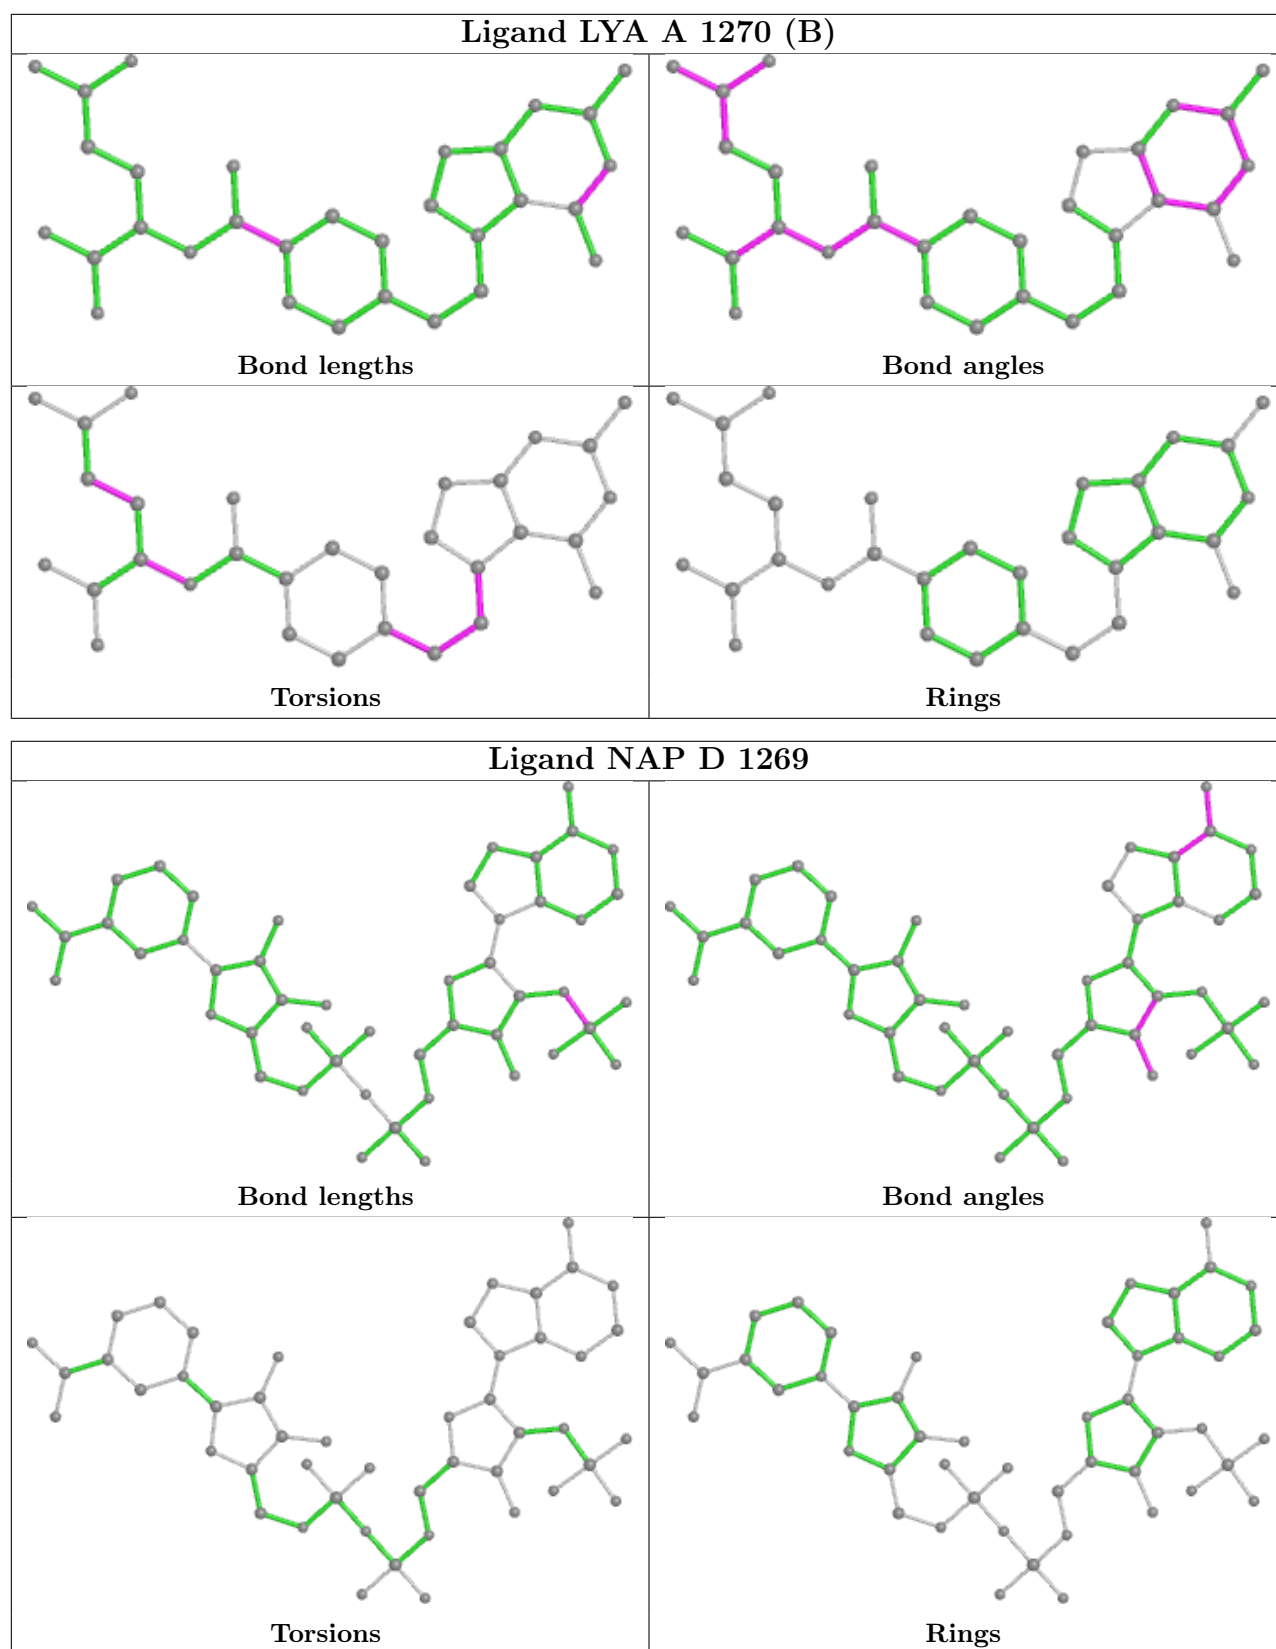 Ligand LYA A 1270 (B)
Bond lengths
Bond angles
Torsions
Rings
Ligand NAP D 1269
Bond lengths
Bond angles
Torsions
Rings